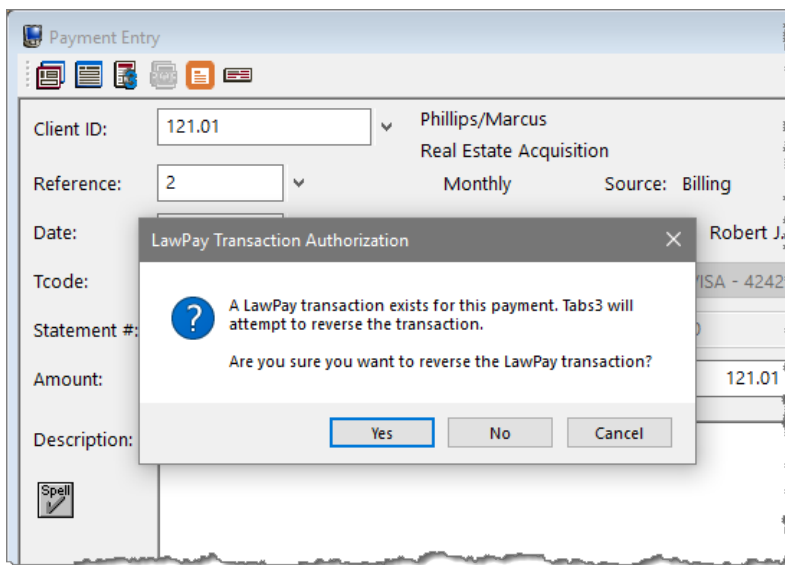 Payment Entry
Client ID: 121.01 Phillips/Marcus
Real Estate Acquisition
Reference: 2 Monthly Source: Billing
Date: Robert J.
LawPay Transaction Authorization
Tcode: VISA - 4242
A LawPay transaction exists for this payment. Tabs3 will
attempt to reverse the transaction.
Statement #:
Are you sure you want to reverse the LawPay transaction?
Amount: 121.01
Yes No Cancel
Description:
Spell